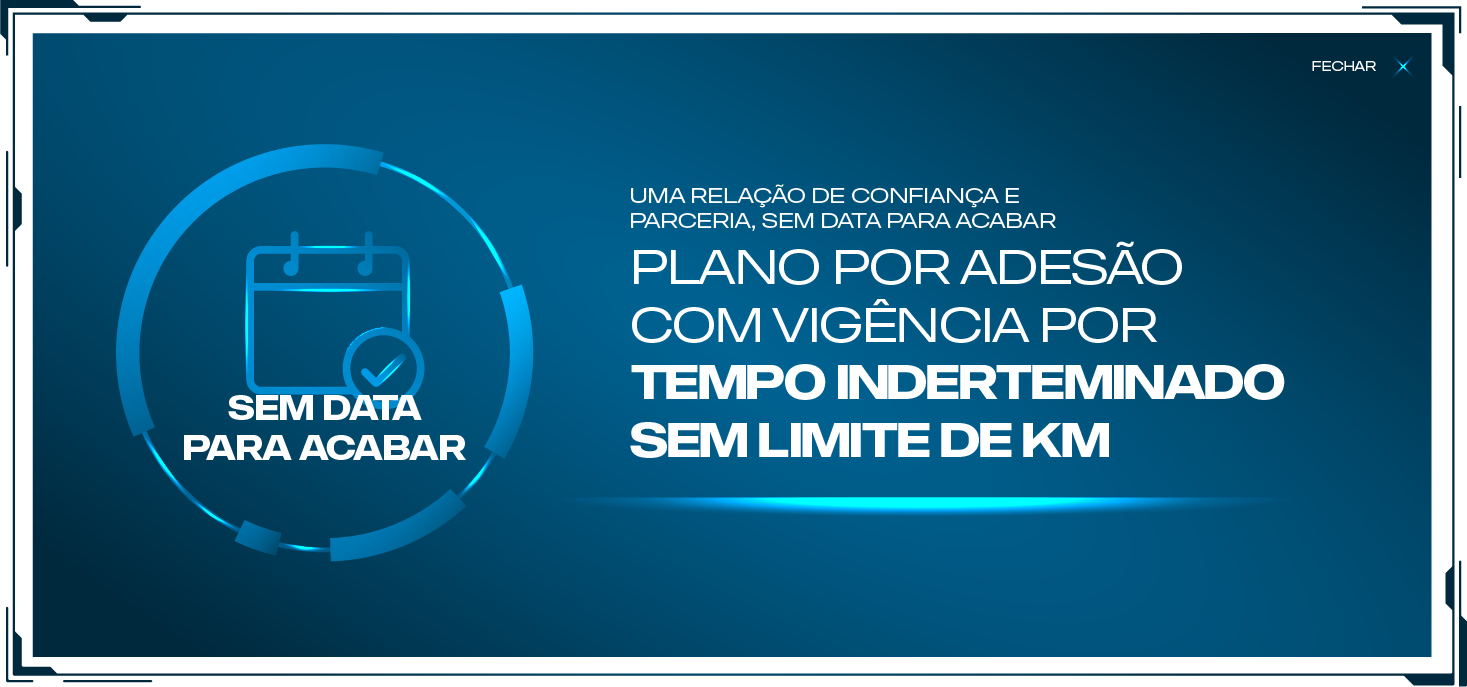 FECHAR
UMA RELAÇÃO DE CONFIANÇA E
PARCERIA, SEM DATA PARA ACABAR
PLANO POR ADESÃO
COM VIGÊNCIA POR
TEMPO INDERTEMINADO
SEM LIMITE DE KM
SEM DATA
PARA ACABAR